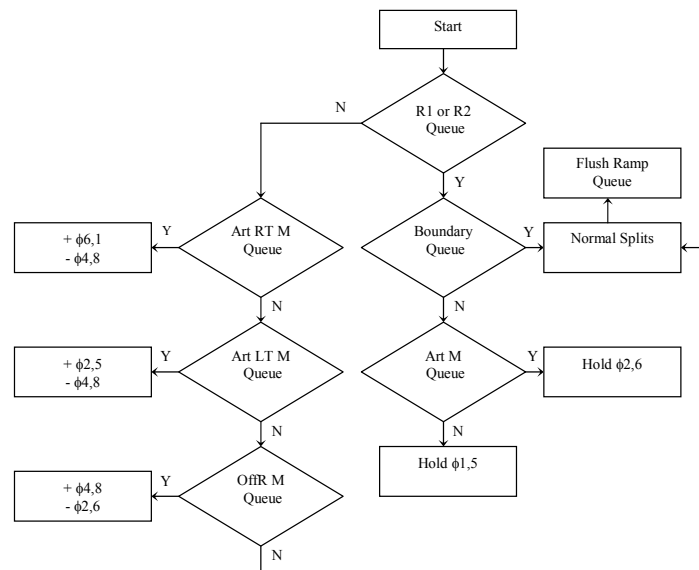 Start
N
R1 or R2
Queue
Y
Flush Ramp
Queue
+ ϕ6,1
- ϕ4,8
Y
Art RT M
Queue
Boundary
Queue
Y
Normal Splits
N
N
+ ϕ2,5
- ϕ4,8
Y
Art LT M
Queue
Art M
Queue
Y
Hold ϕ2,6
N
N
Hold ϕ1,5
+ ϕ4,8
- ϕ2,6
Y
OffR M
Queue
N